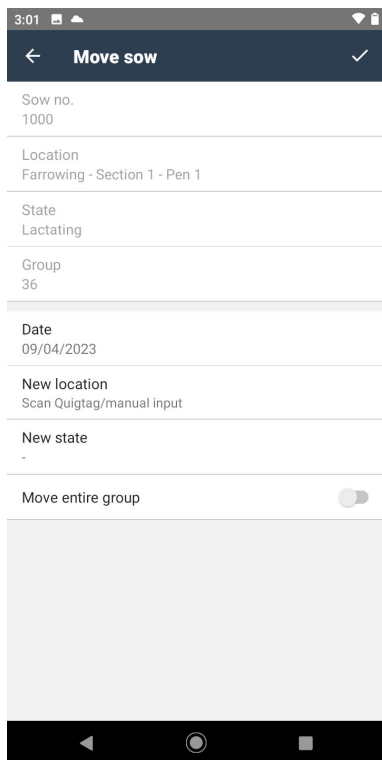 3:01
Move sow
Sow no.
1000
Location
Farrowing - Section 1 - Pen 1
State
Lactating
Group
36
Date
09/04/2023
New location
Scan Quigtag/manual input
New state
-
Move entire group